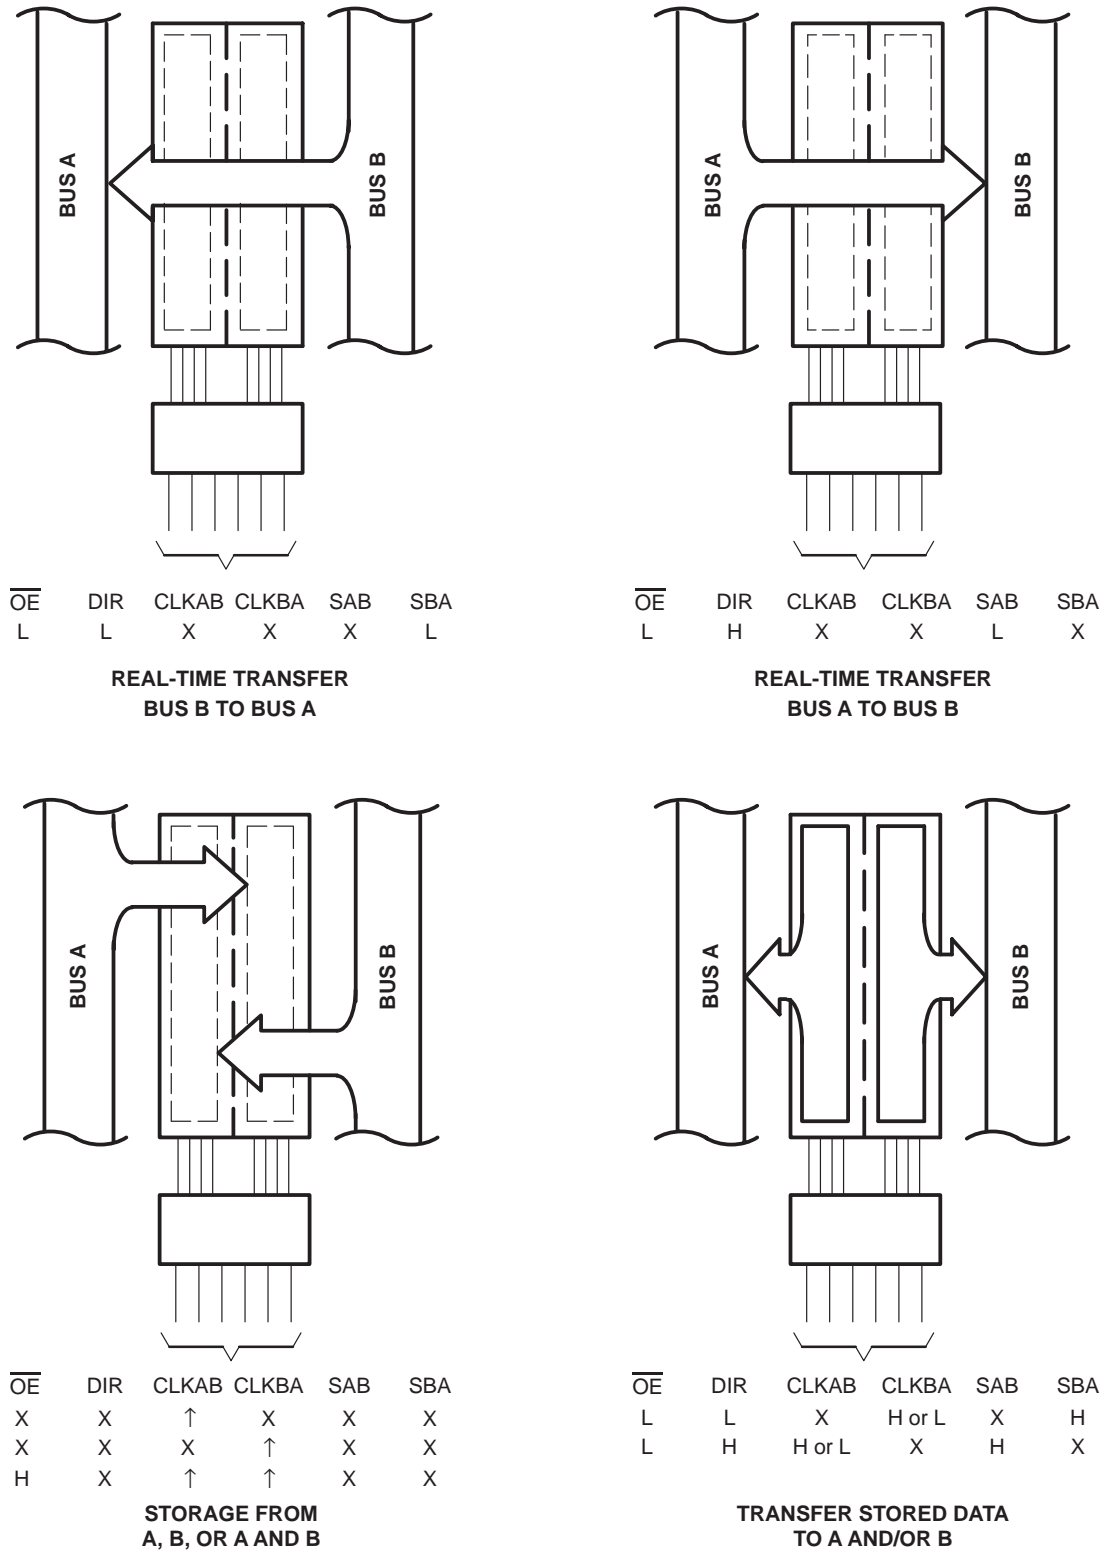 BUS A
BUS B
OE DIR CLKAB CLKBA SAB SBA
L L X X X L
REAL-TIME TRANSFER
BUS B TO BUS A
BUS A
BUS B
OE DIR CLKAB CLKBA SAB SBA
L H X X L X
REAL-TIME TRANSFER
BUS A TO BUS B
BUS A
BUS B
OE DIR CLKAB CLKBA SAB SBA
X X ↑ X X X
X X X ↑ X X
H X ↑ ↑ X X
STORAGE FROM
A, B, OR A AND B
BUS A
BUS B
OE DIR CLKAB CLKBA SAB SBA
L L X H or L X H
L H H or L X H X
TRANSFER STORED DATA
TO A AND/OR B